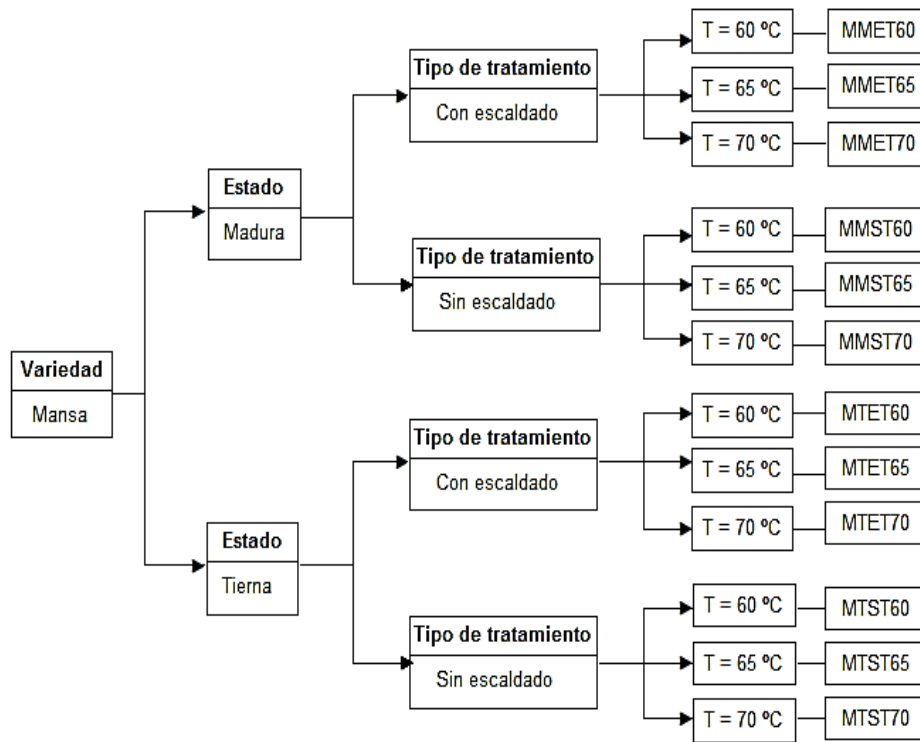 T = 60 ºC
MMET60
Tipo de tratamiento
Con escaldado
T = 65 ºC
MMET65
T = 70 ºC
MMET70
Estado
Madura
T = 60 ºC
MMST60
Tipo de tratamiento
Sin escaldado
T = 65 ºC
MMST65
T = 70 ºC
MMST70
Variedad
Mansa
T = 60 ºC
MTET60
Tipo de tratamiento
Con escaldado
T = 65 ºC
MTET65
T = 70 ºC
MTET70
Estado
Tierna
T = 60 ºC
MTST60
Tipo de tratamiento
Sin escaldado
T = 65 ºC
MTST65
T = 70 ºC
MTST70